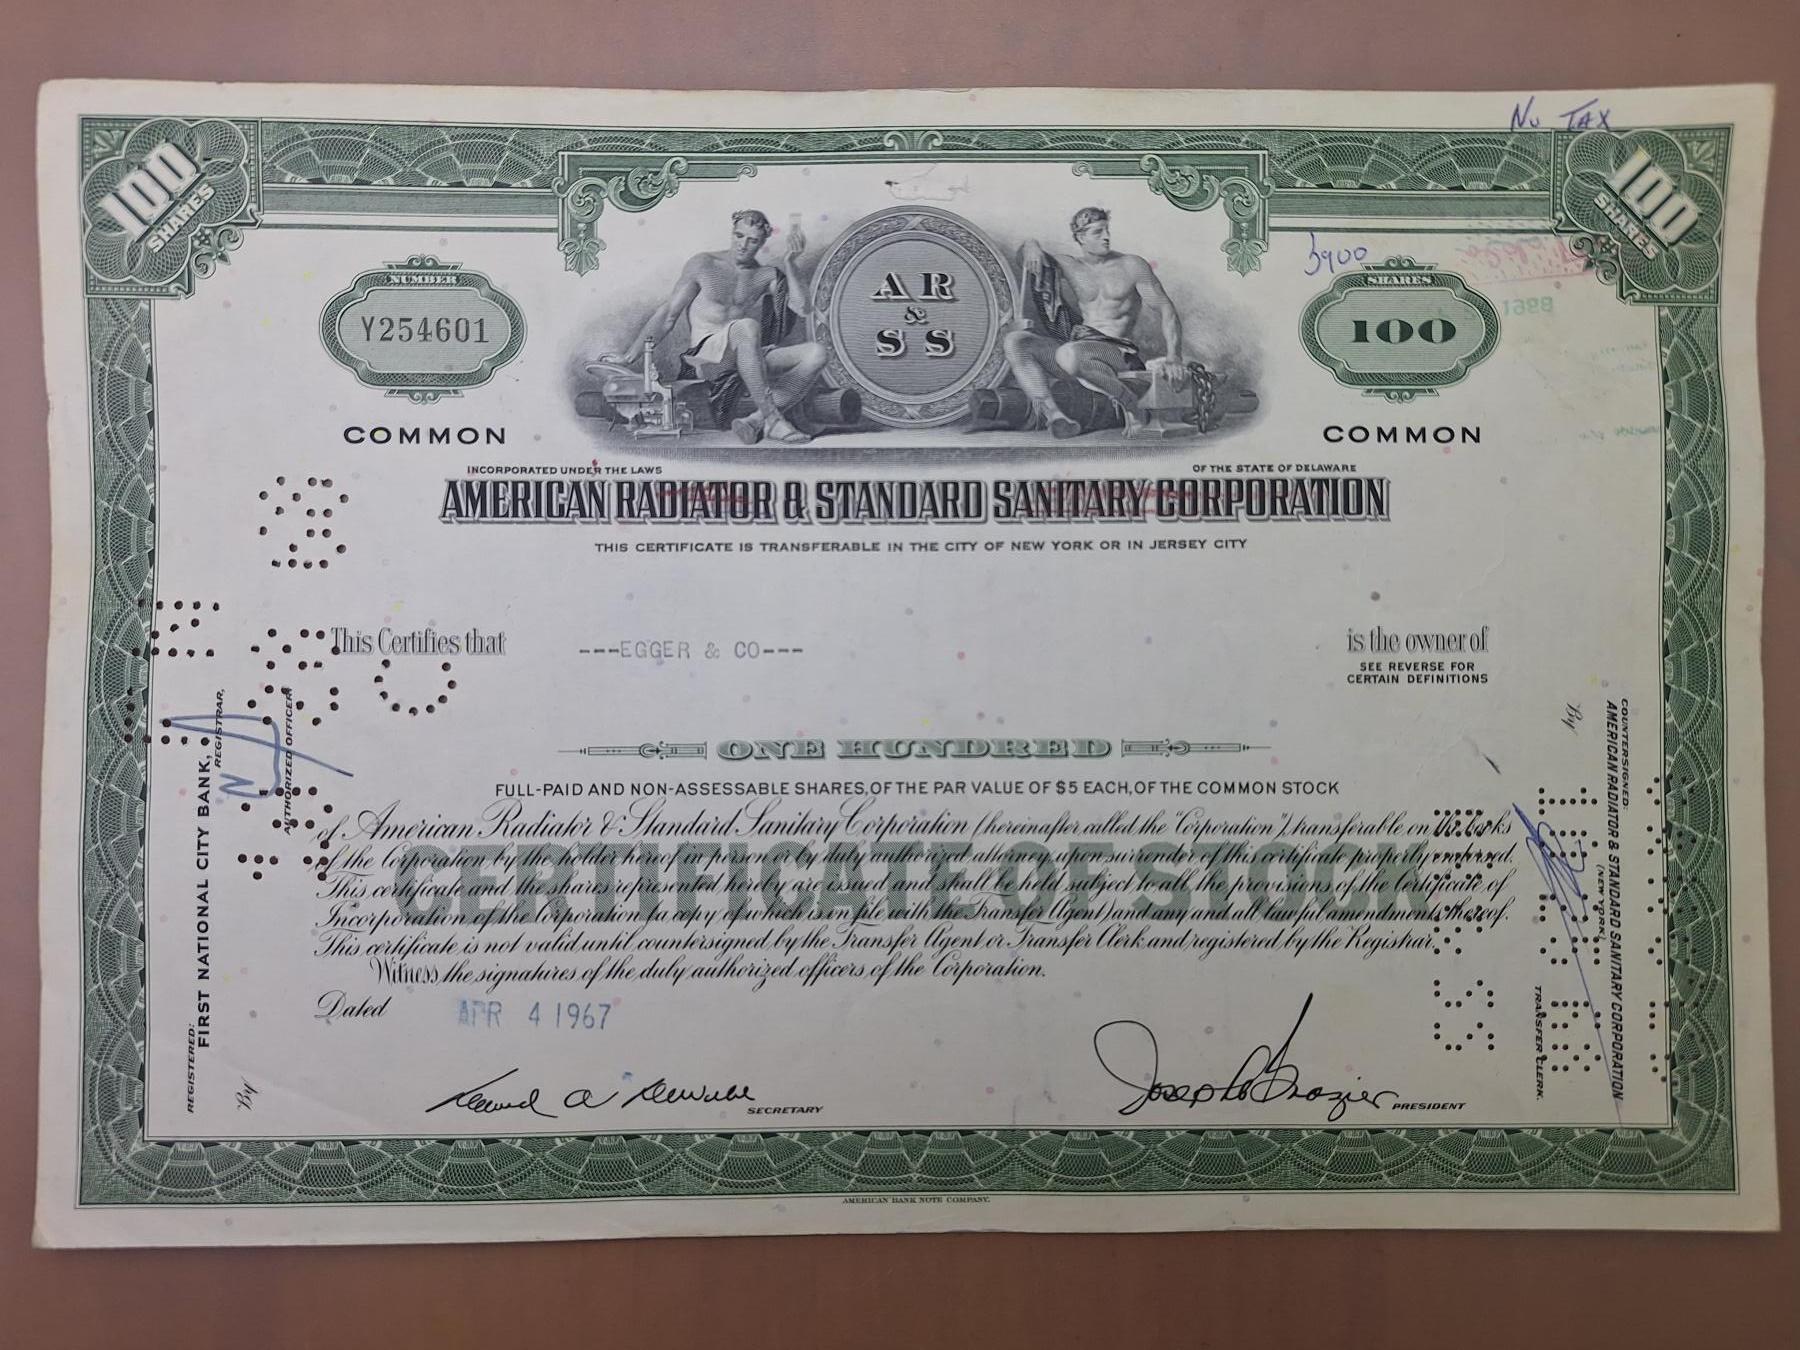 No TAX
100 SHARES
100 SHARES
3900
NUMBER
Y254601
A R
&
S S
SHARES
100
COMMON
COMMON
INCORPORATED UNDER THE LAWS
OF THE STATE OF DELAWARE
AMERICAN RADIATOR & STANDARD SANITARY CORPORATION
THIS CERTIFICATE IS TRANSFERABLE IN THE CITY OF NEW YORK OR IN JERSEY CITY
This Certifies that
---EGGER & CO---
is the owner of
SEE REVERSE FOR
CERTAIN DEFINITIONS
ONE HUNDRED
FULL-PAID AND NON-ASSESSABLE SHARES, OF THE PAR VALUE OF $5 EACH, OF THE COMMON STOCK
CERTIFICATE OF STOCK
of American Radiator & Standard Sanitary Corporation (hereinafter called the "Corporation"), transferable on the books
of the Corporation by the holder hereof in person or by duly authorized attorney upon surrender of this certificate properly endorsed.
This certificate and the shares represented hereby are issued and shall be held subject to all the provisions of the Certificate of
Incorporation of the Corporation (a copy of which is on file with the Transfer Agent) and any and all lawful amendments thereof.
This certificate is not valid until countersigned by the Transfer Agent or Transfer Clerk and registered by the Registrar.
Witness the signatures of the duly authorized officers of the Corporation.
Dated APR 4 1967
SECRETARY
Joseph A Grazier PRESIDENT
REGISTERED:
FIRST NATIONAL CITY BANK,
REGISTRAR,
By
AUTHORIZED OFFICER
COUNTERSIGNED:
AMERICAN RADIATOR & STANDARD SANITARY CORPORATION
(NEW YORK)
By
TRANSFER CLERK.
AMERICAN BANK NOTE COMPANY.